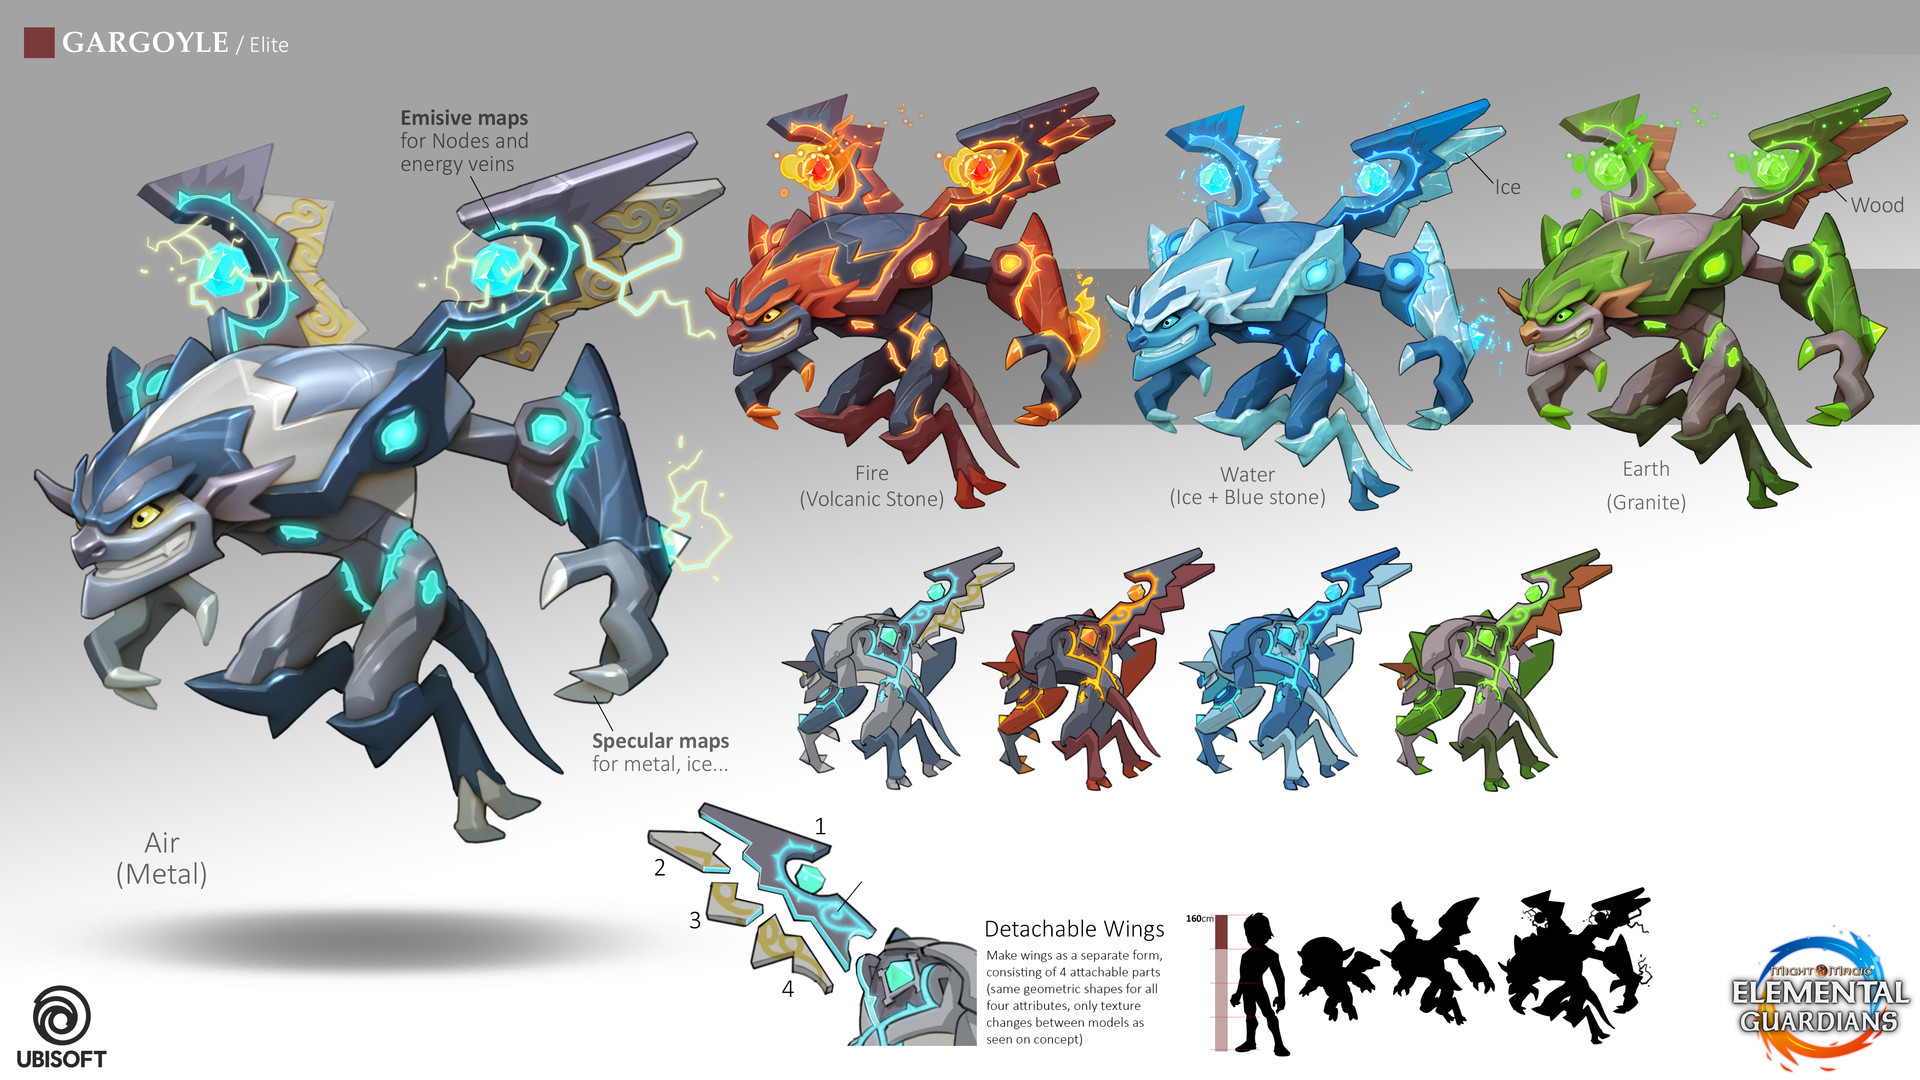 GARGOYLE / Elite
Emisive maps
for Nodes and
energy veins
Ice
Wood
Fire
(Volcanic Stone)
Water
(Ice + Blue stone)
Earth
(Granite)
Specular maps
for metal, ice...
Air
(Metal)
1
2
3
4
Detachable Wings
Make wings as a separate form,
consisting of 4 attachable parts
(same geometric shapes for all
four attributes, only texture
changes between models as
seen on concept)
160cm
UBISOFT
MIGHT & MAGIC
ELEMENTAL
GUARDIANS